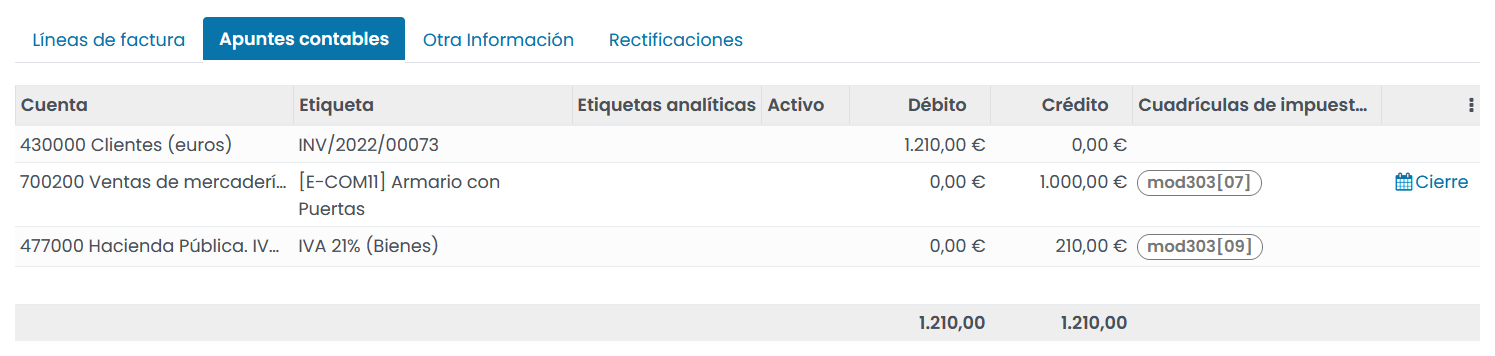 Líneas de factura Apuntes contables Otra Información Rectificaciones
Cuenta Etiqueta Etiquetas analíticas Activo Débito Crédito Cuadrículas de impuest...
430000 Clientes (euros) INV/2022/00073 1.210,00 € 0,00 €
700200 Ventas de mercaderí... [E-COM11] Armario con 0,00 € 1.000,00 € mod303[07] Cierre
Puertas
477000 Hacienda Pública. IV... IVA 21% (Bienes) 0,00 € 210,00 € mod303[09]
1.210,00 1.210,00